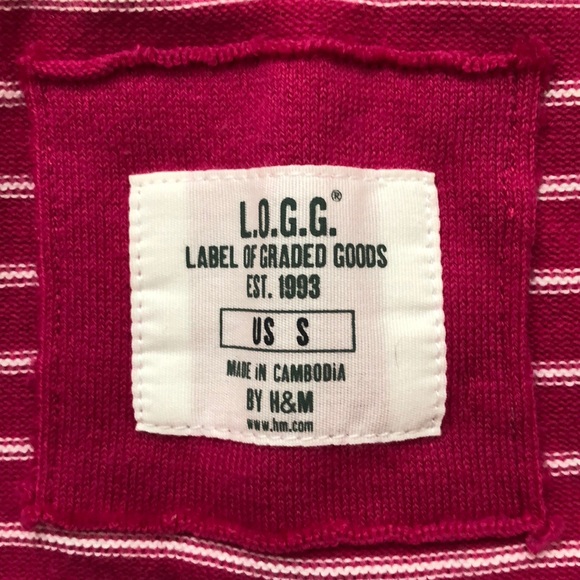 L.O.G.G.®
LABEL OF GRADED GOODS
EST. 1993
US S
MADE IN CAMBODIA
BY H&M
www.hm.com